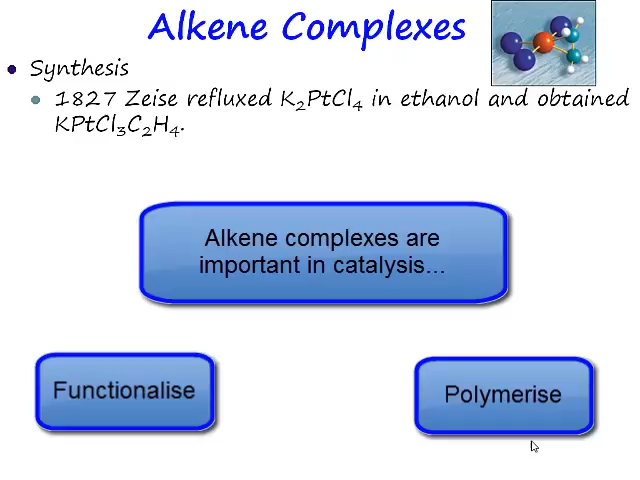 Alkene Complexes
Synthesis
1827 Zeise refluxed K₂PtCl₄ in ethanol and obtained
KPtCl₃C₂H₄.
Alkene complexes are
important in catalysis...
Functionalise
Polymerise